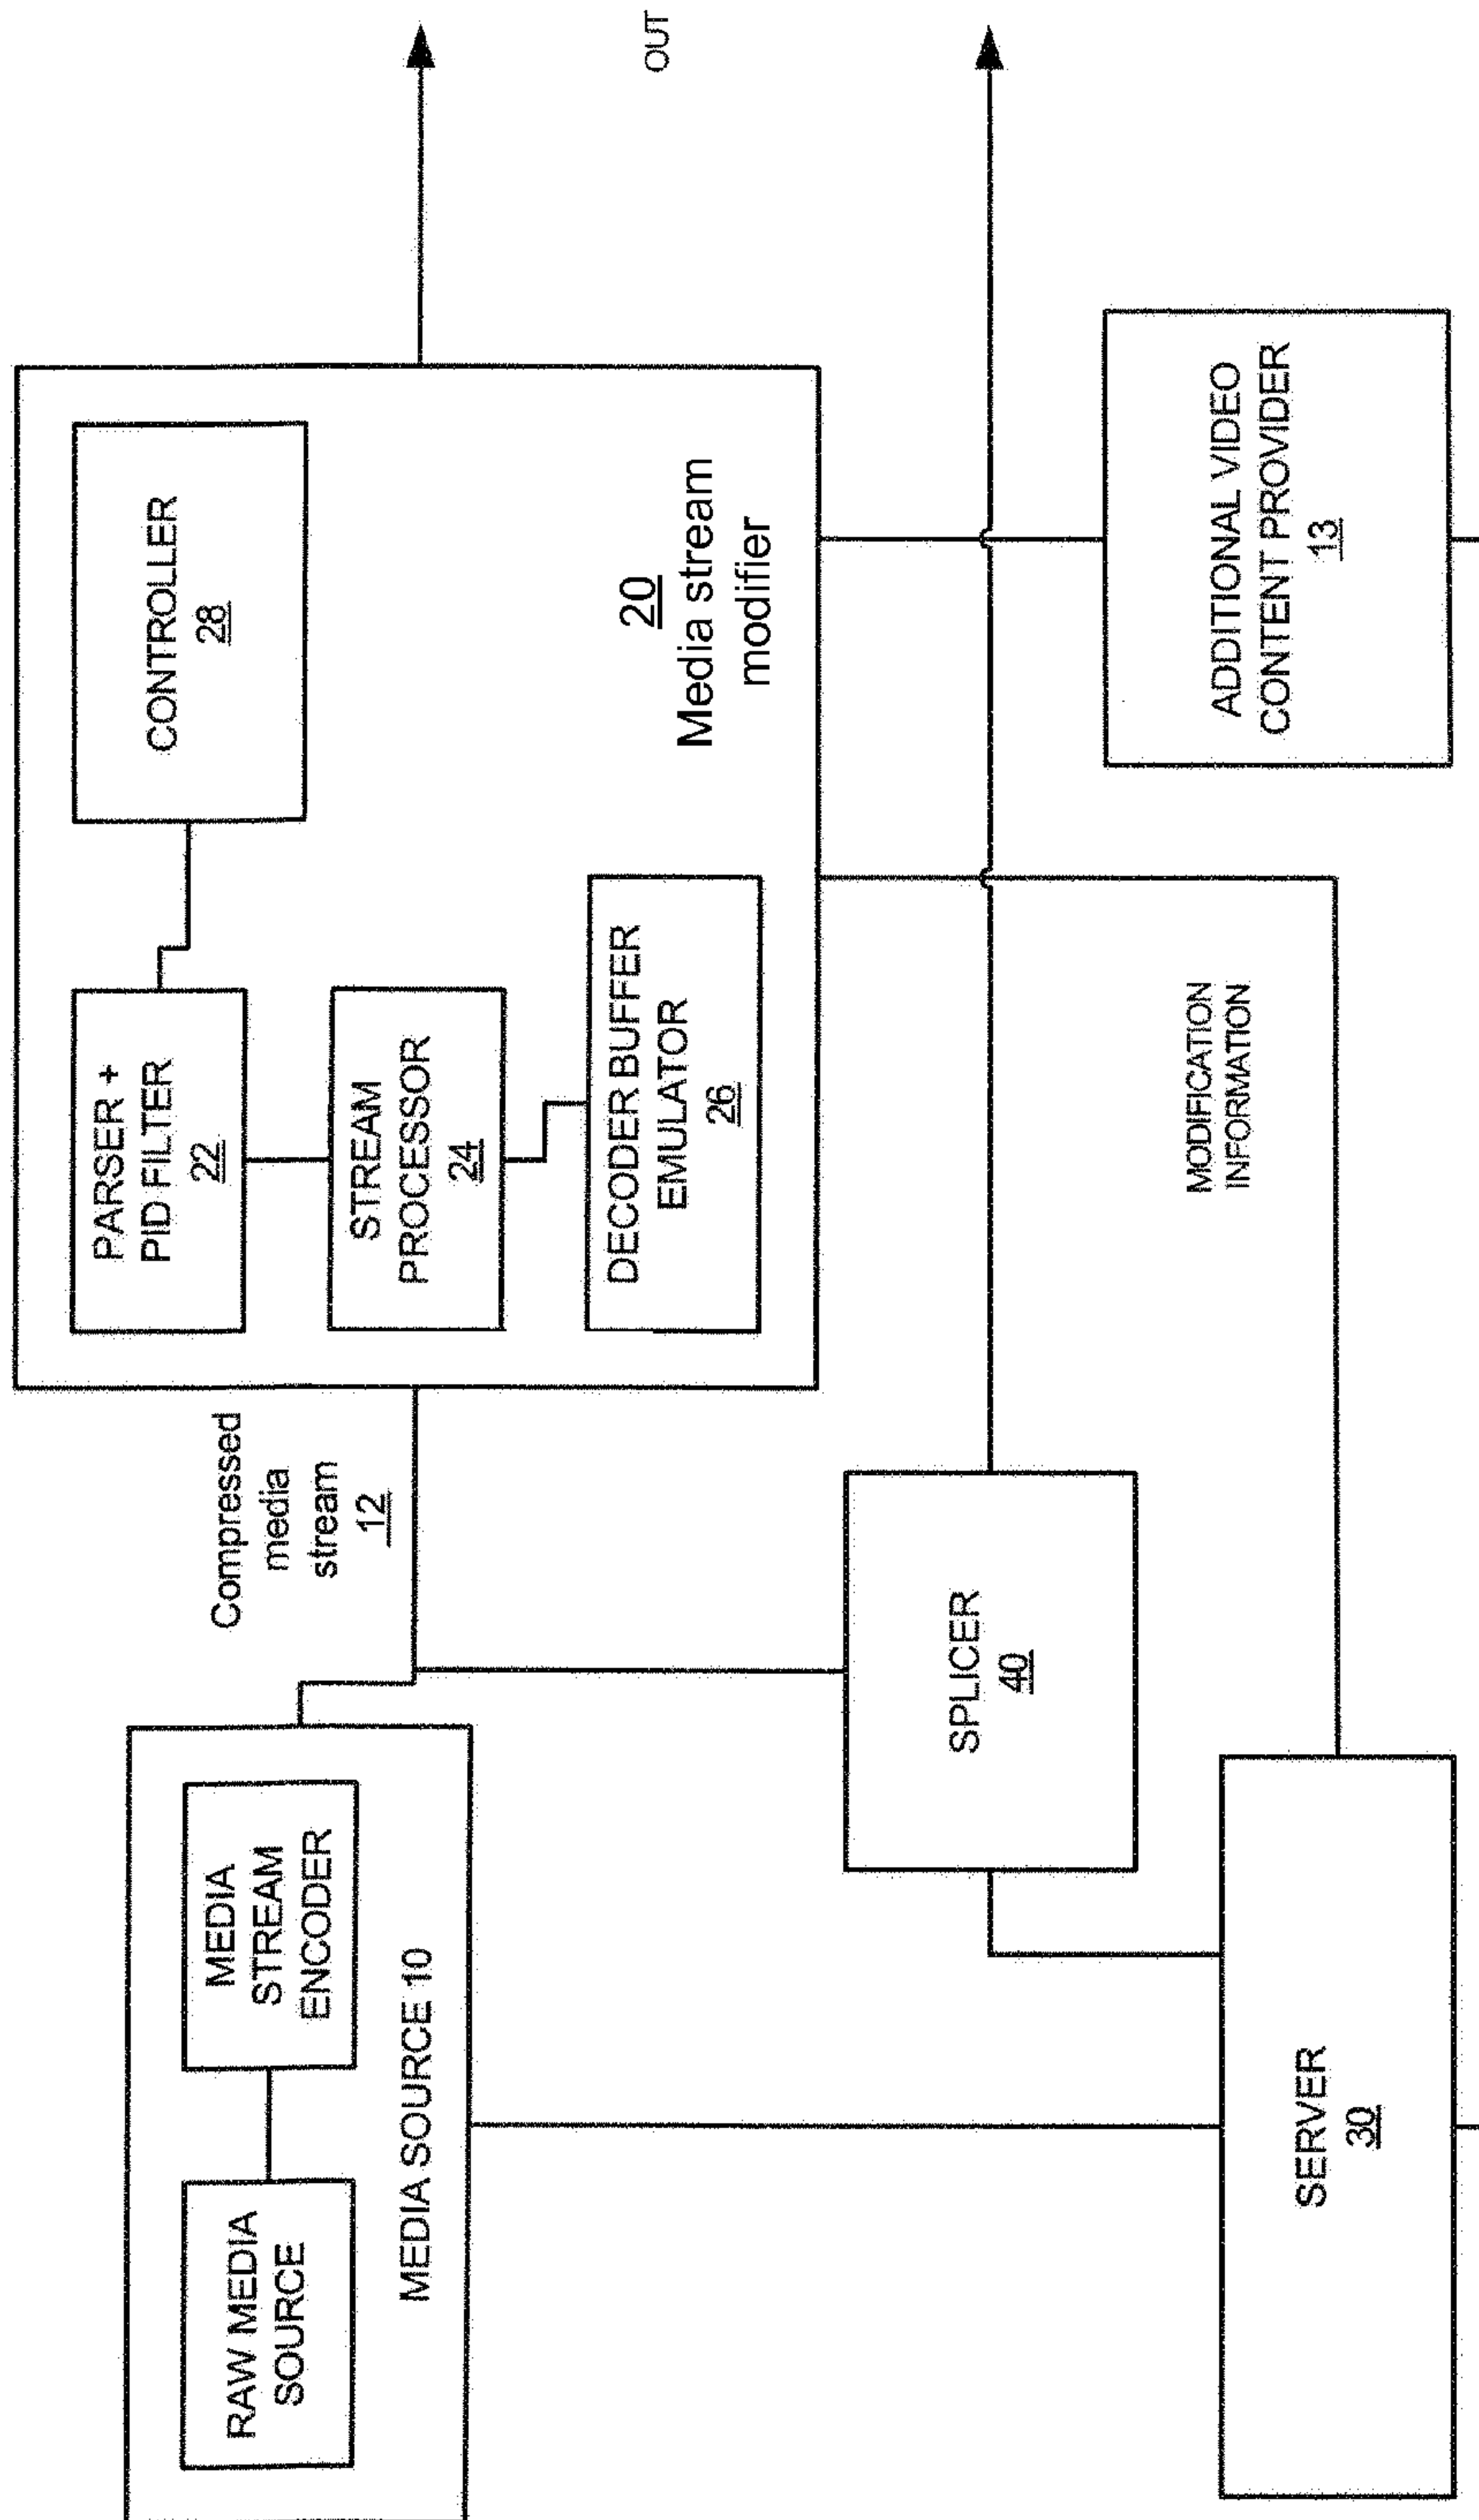 RAW MEDIA
SOURCE
MEDIA
STREAM
ENCODER
MEDIA SOURCE 10
Compressed
media
stream
12
PARSER +
PID FILTER
22
CONTROLLER
28
STREAM
PROCESSOR
24
DECODER BUFFER
EMULATOR
26
20
Media stream
modifier
OUT
SPLICER
40
MODIFICATION
INFORMATION
SERVER
30
ADDITIONAL VIDEO
CONTENT PROVIDER
13